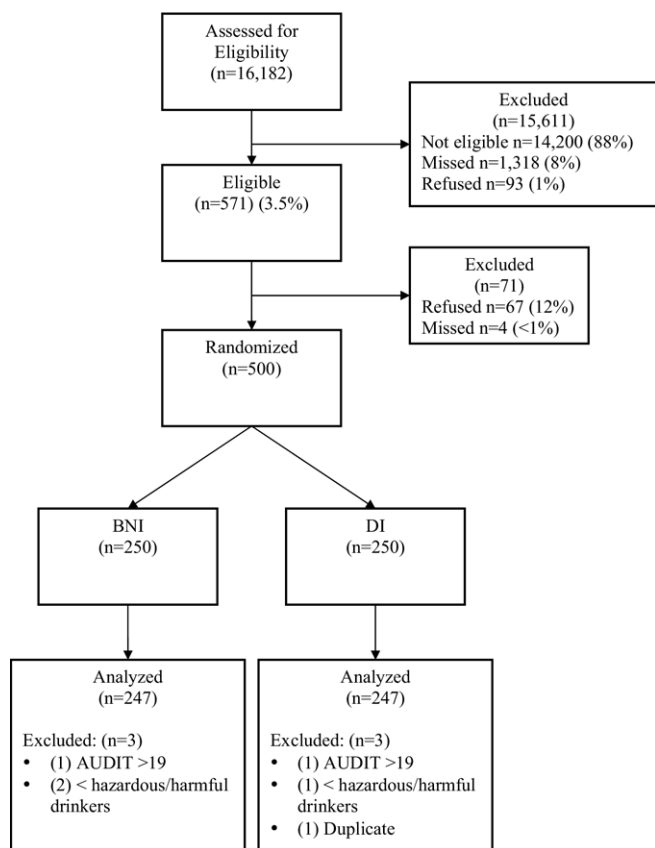 Assessed for
Eligibility
(n=16,182)
Excluded
(n=15,611)
Not eligible n=14,200 (88%)
Missed n=1,318 (8%)
Refused n=93 (1%)
Eligible
(n=571) (3.5%)
Excluded
(n=71)
Refused n=67 (12%)
Missed n=4 (<1%)
Randomized
(n=500)
BNI
(n=250)
DI
(n=250)
Analyzed
(n=247)
Excluded: (n=3)
• (1) AUDIT >19
• (2) < hazardous/harmful
drinkers
Analyzed
(n=247)
Excluded: (n=3)
• (1) AUDIT >19
• (1) < hazardous/harmful
drinkers
• (1) Duplicate